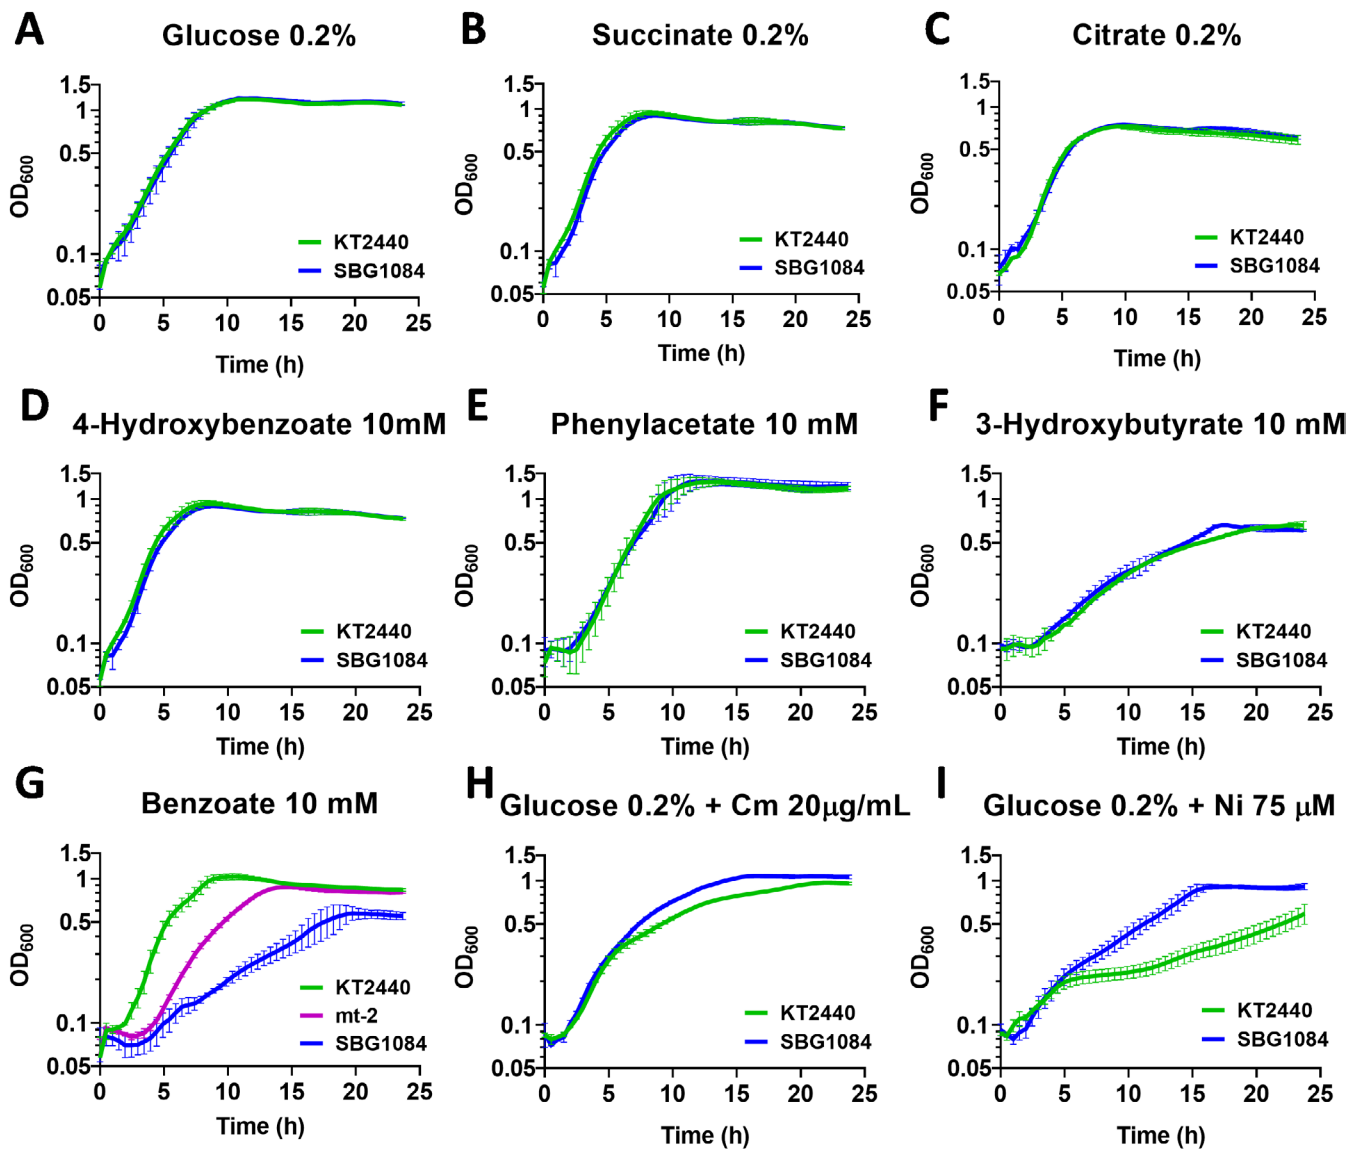 A Glucose 0.2%
1.5
1
0.5
0.1
0.05
OD600
KT2440
SBG1084
0 5 10 15 20 25
Time (h)
B Succinate 0.2%
1.5
1
0.5
0.1
0.05
OD600
KT2440
SBG1084
0 5 10 15 20 25
Time (h)
C Citrate 0.2%
1.5
1
0.5
0.1
0.05
OD600
KT2440
SBG1084
0 5 10 15 20 25
Time (h)
D 4-Hydroxybenzoate 10mM
1.5
1
0.5
0.1
0.05
OD600
KT2440
SBG1084
0 5 10 15 20 25
Time (h)
E Phenylacetate 10 mM
1.5
1
0.5
0.1
0.05
OD600
KT2440
SBG1084
0 5 10 15 20 25
Time (h)
F 3-Hydroxybutyrate 10 mM
1.5
1
0.5
0.1
0.05
OD600
KT2440
SBG1084
0 5 10 15 20 25
Time (h)
G Benzoate 10 mM
1.5
1
0.5
0.1
0.05
OD600
KT2440
mt-2
SBG1084
0 5 10 15 20 25
Time (h)
H Glucose 0.2% + Cm 20μg/mL
1.5
1
0.5
0.1
0.05
OD600
KT2440
SBG1084
0 5 10 15 20 25
Time (h)
I Glucose 0.2% + Ni 75 μM
1.5
1
0.5
0.1
0.05
OD600
KT2440
SBG1084
0 5 10 15 20 25
Time (h)